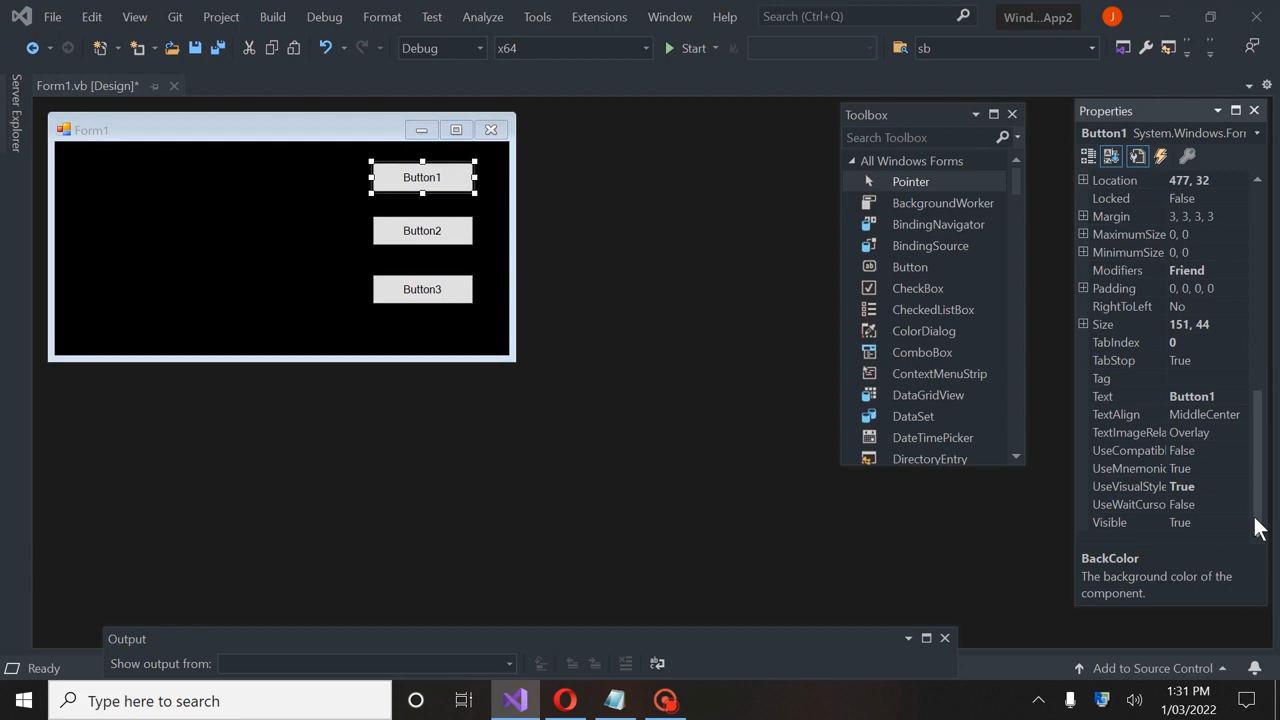 File Edit View Git Project Build Debug Format Test Analyze Tools Extensions Window Help Search (Ctrl+Q) Wind...App2 J
Debug x64 Start sb
Form1.vb [Design]*
Server Explorer
Form1
Button1
Button2
Button3
Toolbox
Search Toolbox
All Windows Forms
Pointer
BackgroundWorker
BindingNavigator
BindingSource
Button
CheckBox
CheckedListBox
ColorDialog
ComboBox
ContextMenuStrip
DataGridView
DataSet
DateTimePicker
DirectoryEntry
Properties
Button1 System.Windows.For
Location 477, 32
Locked False
Margin 3, 3, 3, 3
MaximumSize 0, 0
MinimumSize 0, 0
Modifiers Friend
Padding 0, 0, 0, 0
RightToLeft No
Size 151, 44
TabIndex 0
TabStop True
Tag
Text Button1
TextAlign MiddleCenter
TextImageRela Overlay
UseCompatibl False
UseMnemonic True
UseVisualStyle True
UseWaitCurso False
Visible True
BackColor
The background color of the
component.
Output
Show output from:
Ready Add to Source Control
Type here to search
1:31 PM
1/03/2022